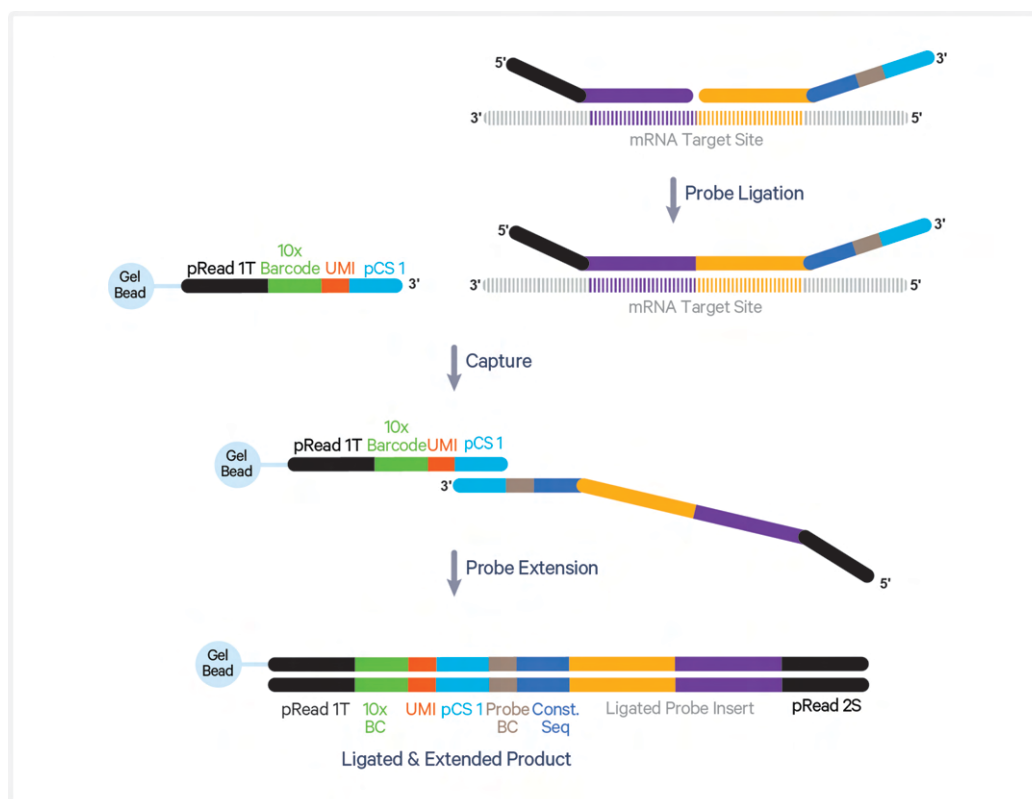 5'
3'
3'
5'
mRNA Target Site
Probe Ligation
5'
3'
10x
pRead 1T Barcode UMI pCS 1
Gel
Bead
3'
3'
5'
mRNA Target Site
Capture
10x
pRead 1T Barcode UMI pCS 1
Gel
Bead
3'
5'
Probe Extension
Gel
Bead
pRead 1T 10x UMI pCS 1 Probe Const. Ligated Probe Insert pRead 2S
BC BC Seq
Ligated & Extended Product